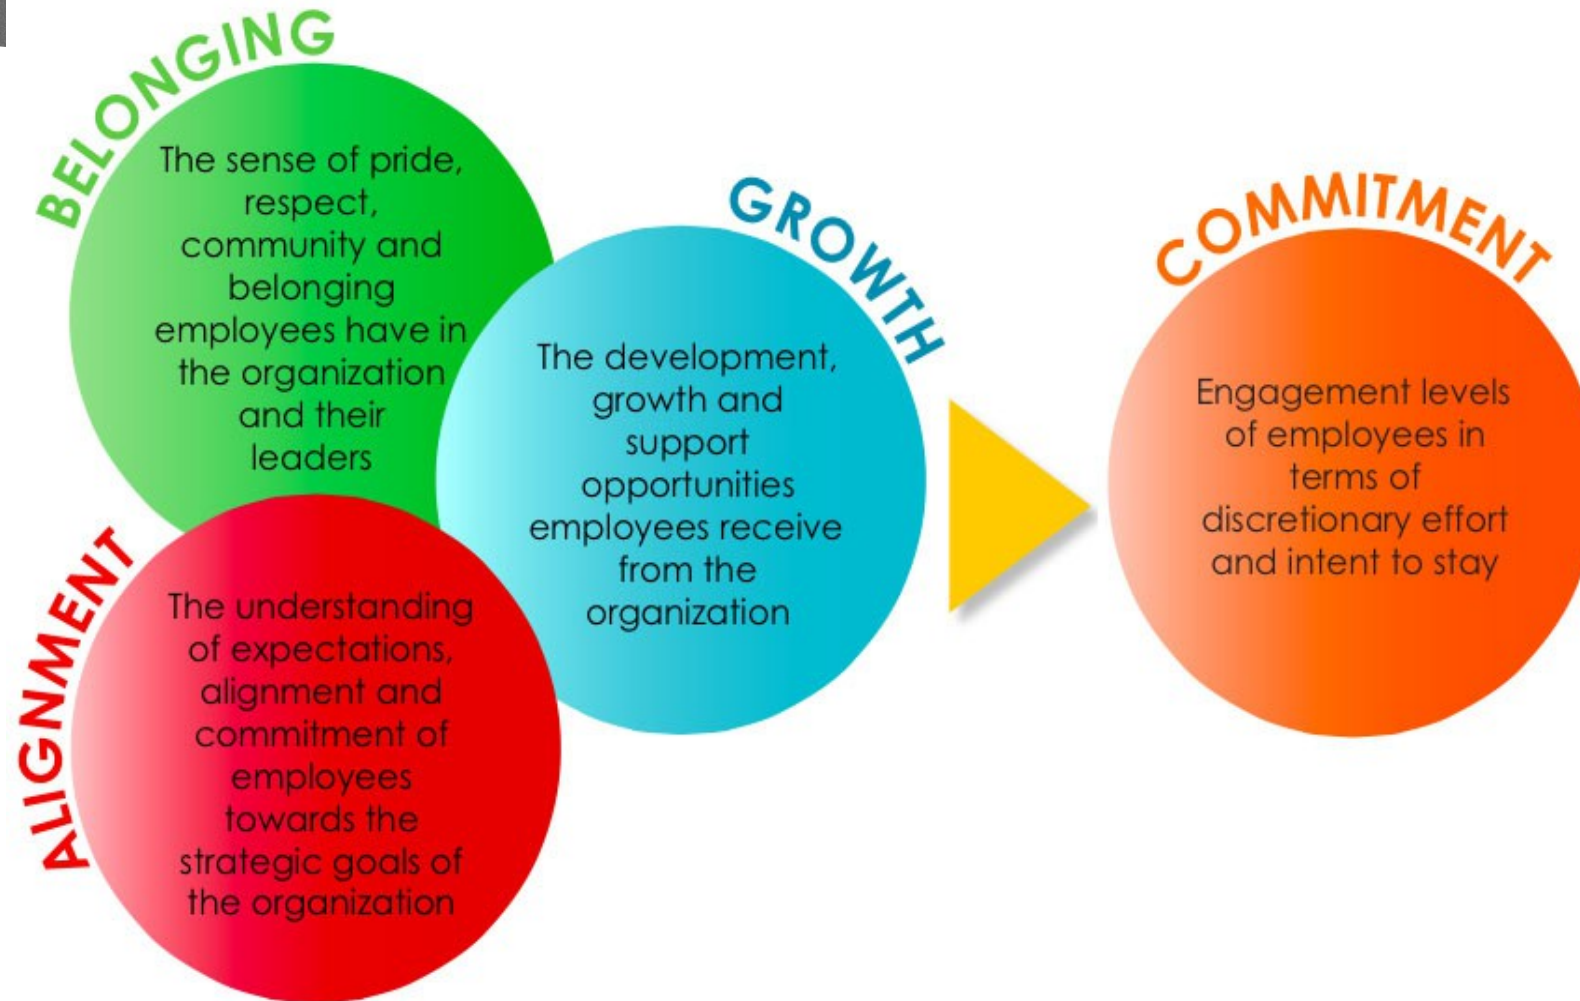 BELONGING
The sense of pride,
respect,
community and
belonging
employees have in
the organization
and their
leaders
GROWTH
The development,
growth and
support
opportunities
employees receive
from the
organization
ALIGNMENT
The understanding
of expectations,
alignment and
commitment of
employees
towards the
strategic goals of
the organization
COMMITMENT
Engagement levels
of employees in
terms of
discretionary effort
and intent to stay